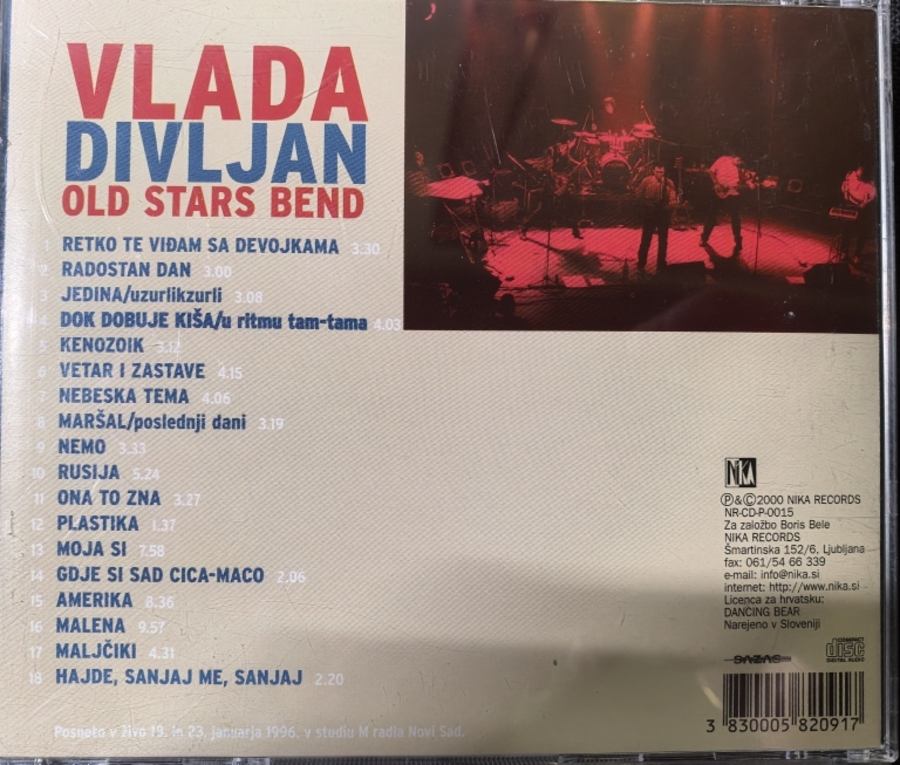 VLADA
DIVLJAN
OLD STARS BEND
1 RETKO TE VIĐAM SA DEVOJKAMA 3.30
2 RADOSTAN DAN 3.00
3 JEDINA/uzurlikzurli 3.08
4 DOK DOBUJE KIŠA/u ritmu tam-tama 4.03
5 KENOZOIK 3.12
6 VETAR I ZASTAVE 4.15
7 NEBESKA TEMA 4.06
8 MARŠAL/poslednji dani 3.19
9 NEMO 3.33
10 RUSIJA 5.24
11 ONA TO ZNA 3.27
12 PLASTIKA 1.37
13 MOJA SI 7.58
14 GDJE SI SAD CICA-MACO 2.06
15 AMERIKA 8.36
16 MALENA 9.57
17 MALJČIKI 4.31
18 HAJDE, SANJAJ ME, SANJAJ 2.20
Posneto v živo 19. in 23. januarja 1996. v studiu M radia Novi Sad.
NIKA
Ⓟ&©2000 NIKA RECORDS
NR-CD-P-0015
Za založbo Boris Bele
NIKA RECORDS
Šmartinska 152/6, Ljubljana
fax: 061/54 66 339
e-mail: info@nika.si
internet: http://www.nika.si
Licenca za hrvatsku:
DANCING BEAR
Narejeno v Sloveniji
SAZAS
COMPACT
disc
DIGITAL AUDIO
3 830005 820917